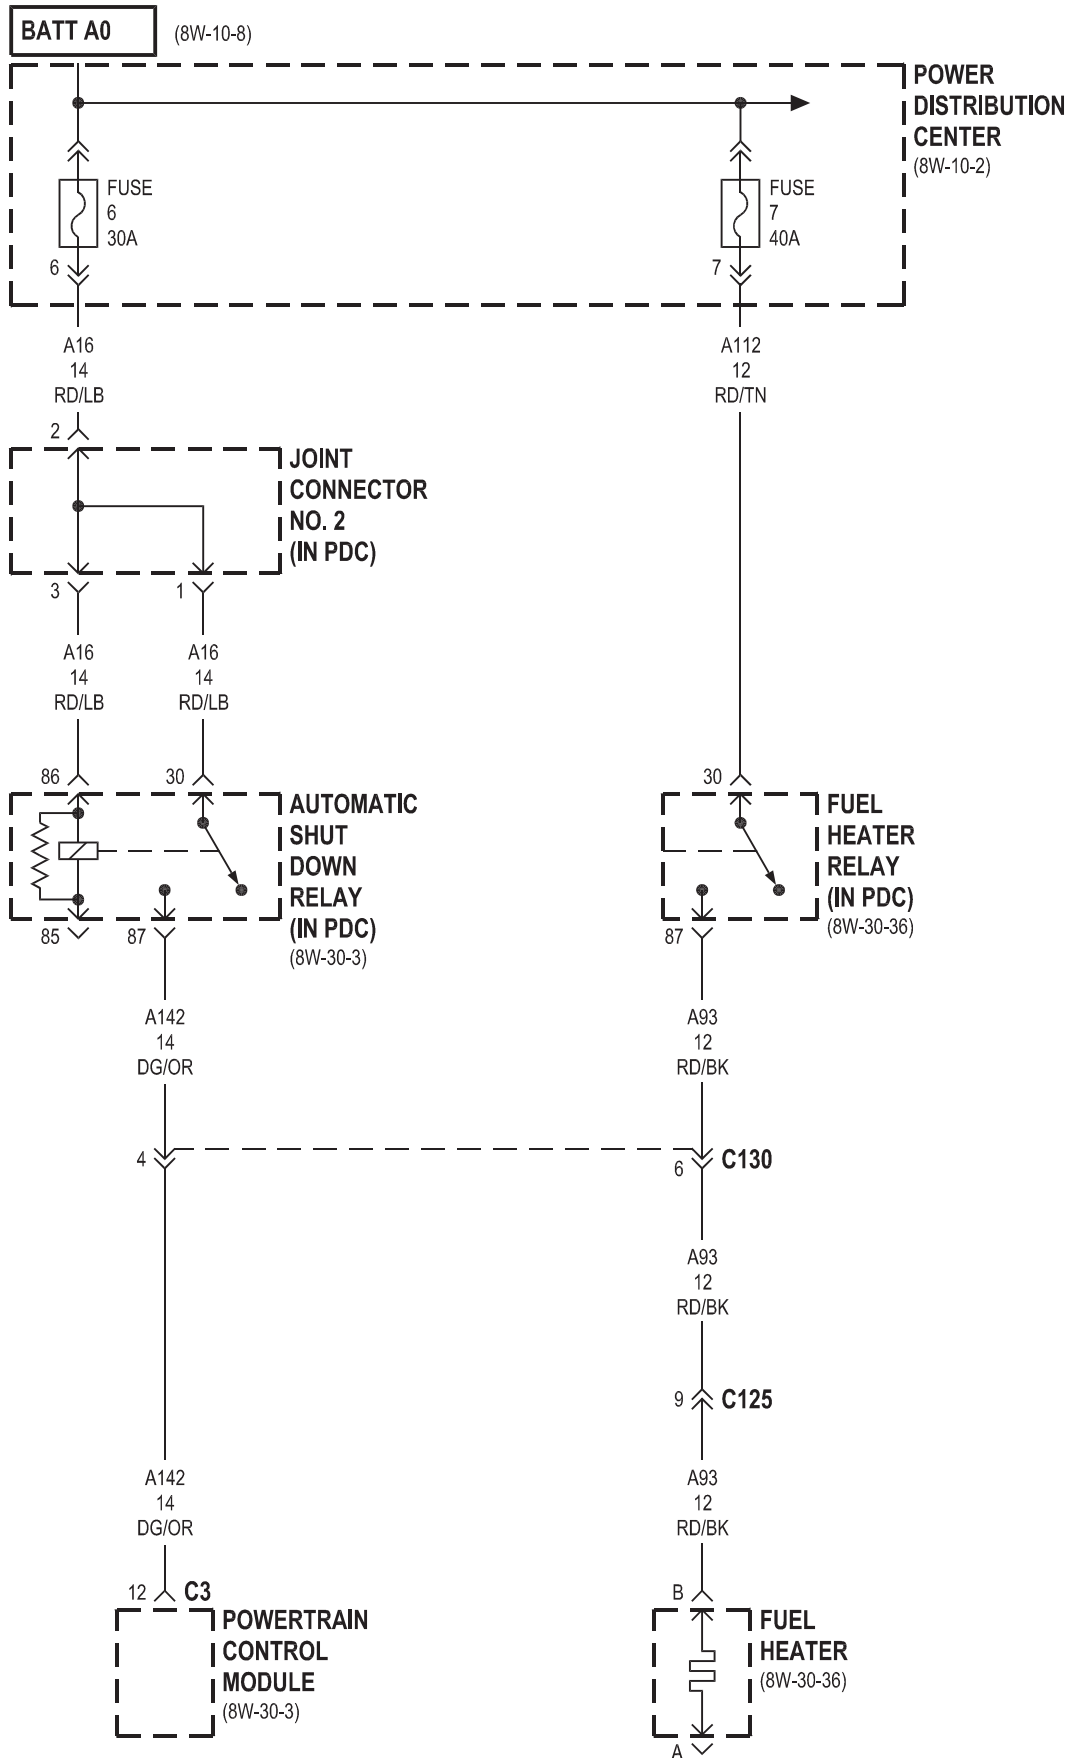 BATT A0
(8W-10-8)
POWER
DISTRIBUTION
CENTER
(8W-10-2)
FUSE
6
30A
6
FUSE
7
40A
7
A16
14
RD/LB
2
A112
12
RD/TN
JOINT
CONNECTOR
NO. 2
(IN PDC)
3
1
A16
14
RD/LB
A16
14
RD/LB
86
30
AUTOMATIC
SHUT
DOWN
RELAY
(IN PDC)
(8W-30-3)
85
87
30
FUEL
HEATER
RELAY
(IN PDC)
(8W-30-36)
87
A142
14
DG/OR
A93
12
RD/BK
4
6
C130
A93
12
RD/BK
9
C125
A142
14
DG/OR
A93
12
RD/BK
12
C3
POWERTRAIN
CONTROL
MODULE
(8W-30-3)
B
FUEL
HEATER
(8W-30-36)
A